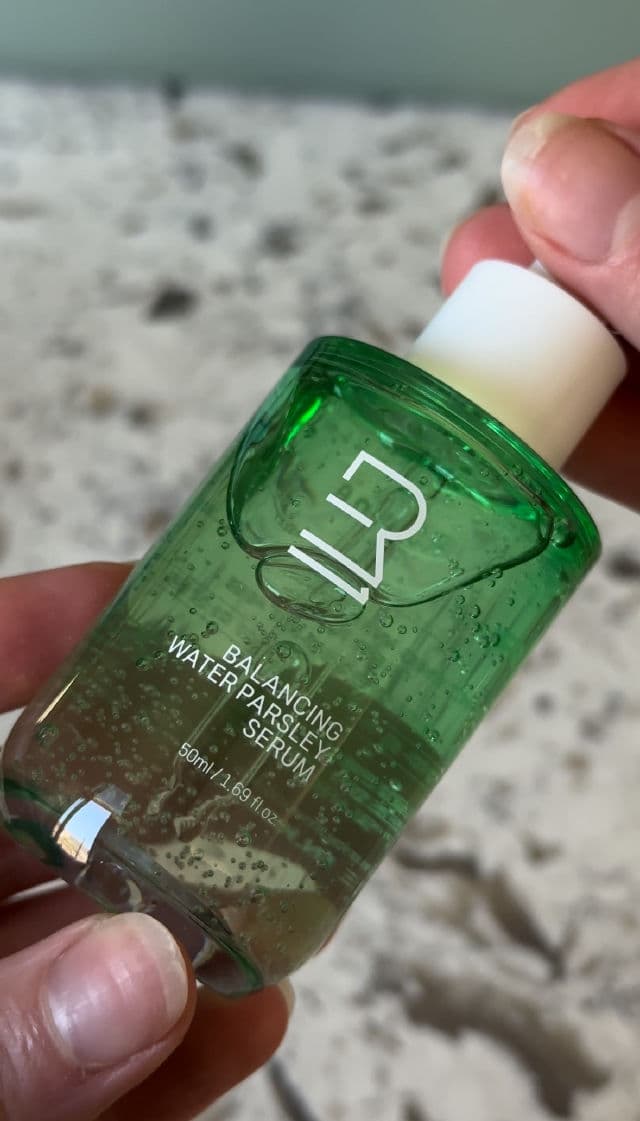 BALANCING
WATER PARSLEY
SERUM
50ml / 1.69 fl.oz.